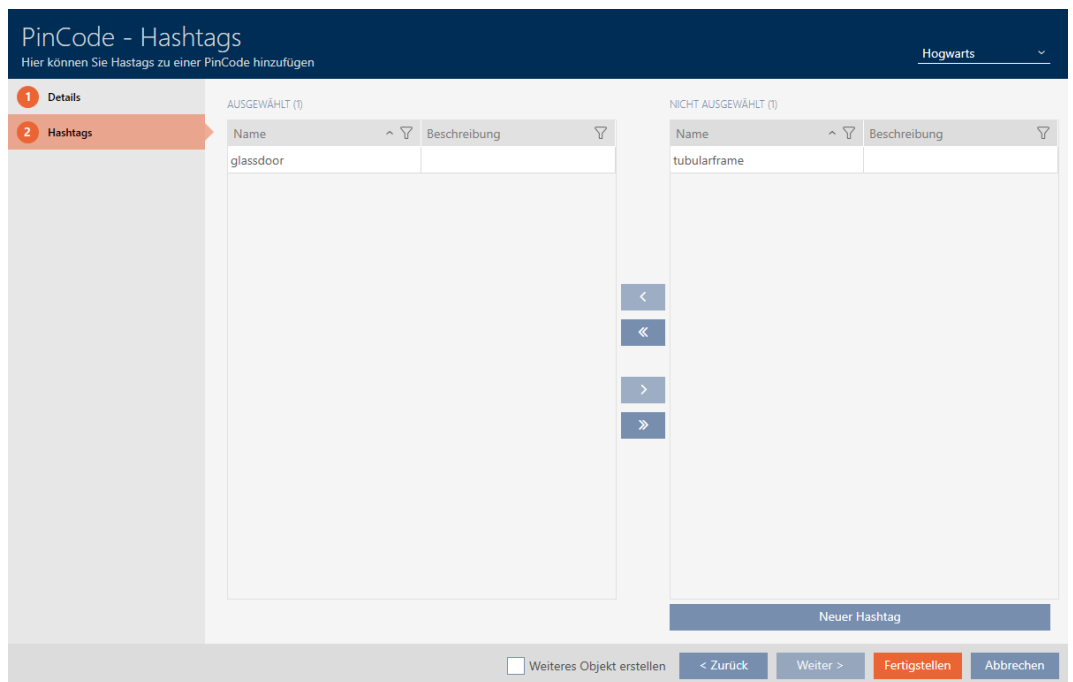 PinCode - Hashtags
Hier können Sie Hastags zu einer PinCode hinzufügen
Hogwarts
1 Details
2 Hashtags
AUSGEWÄHLT (1)
Name Beschreibung
glassdoor
NICHT AUSGEWÄHLT (1)
Name Beschreibung
tubularframe
Neuer Hashtag
Weiteres Objekt erstellen < Zurück Weiter > Fertigstellen Abbrechen